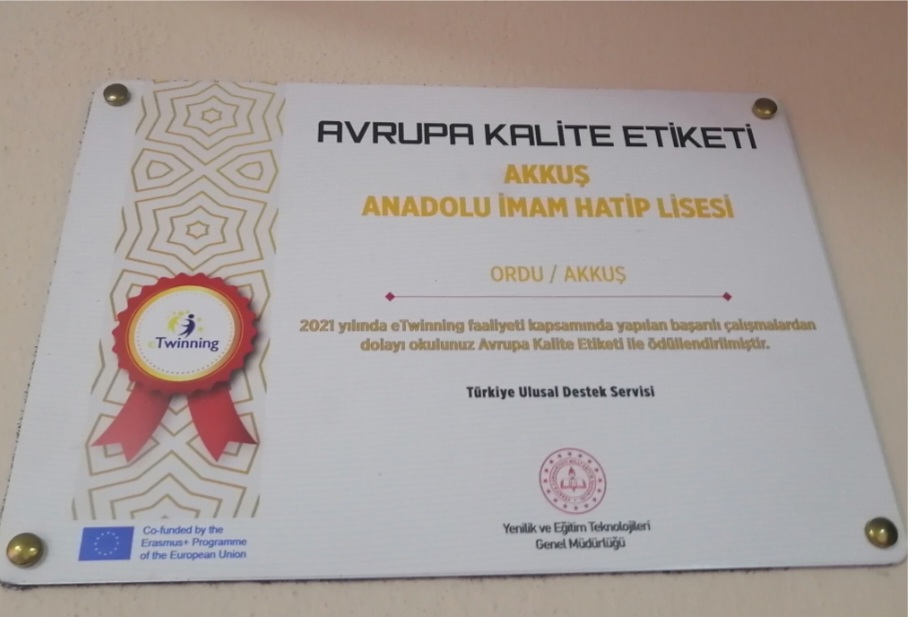 AVRUPA KALİTE ETİKETİ
AKKUŞ
ANADOLU İMAM HATİP LİSESİ
ORDU / AKKUŞ
2021 yılında eTwinning faaliyeti kapsamında yapılan başarılı çalışmalardan
dolayı okulunuz Avrupa Kalite Etiketi ile ödüllendirilmiştir.
Türkiye Ulusal Destek Servisi
eTwinning
Co-funded by the
Erasmus+ Programme
of the European Union
Yenilik ve Eğitim Teknolojileri
Genel Müdürlüğü